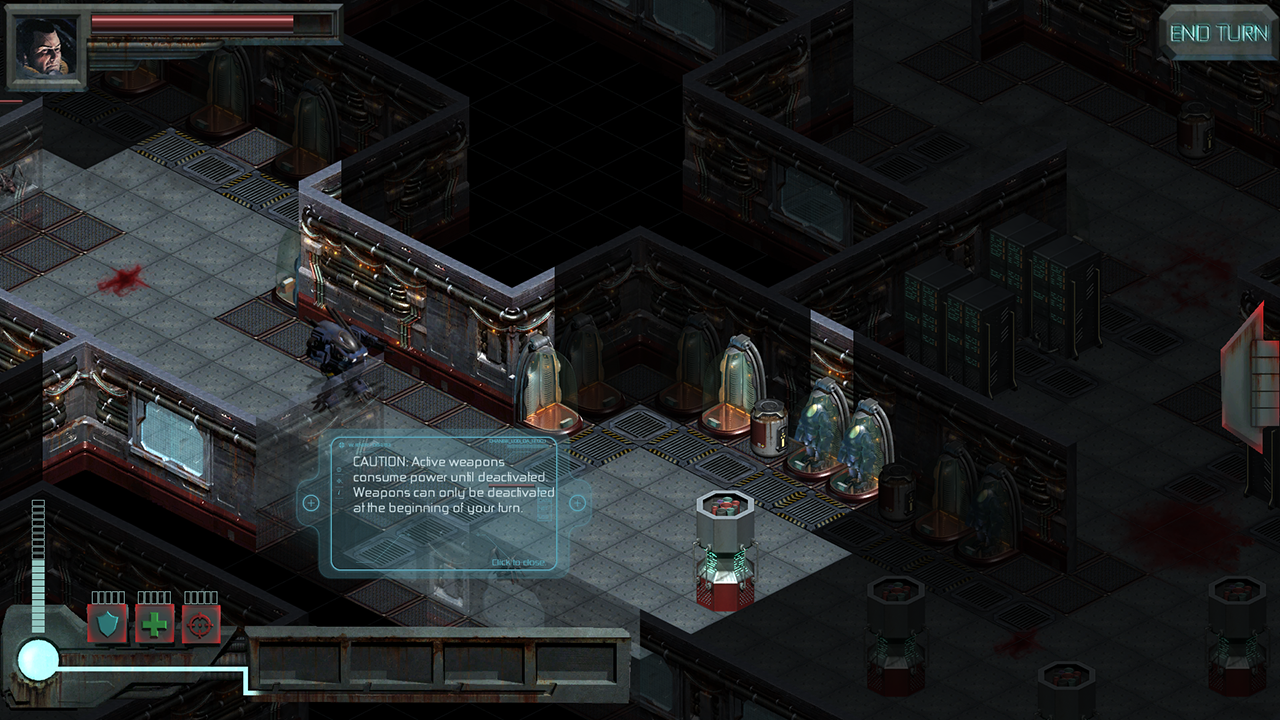 END TURN
CAUTION: Active weapons
consume power until deactivated.
Weapons can only be deactivated
at the beginning of your turn.
Click to close